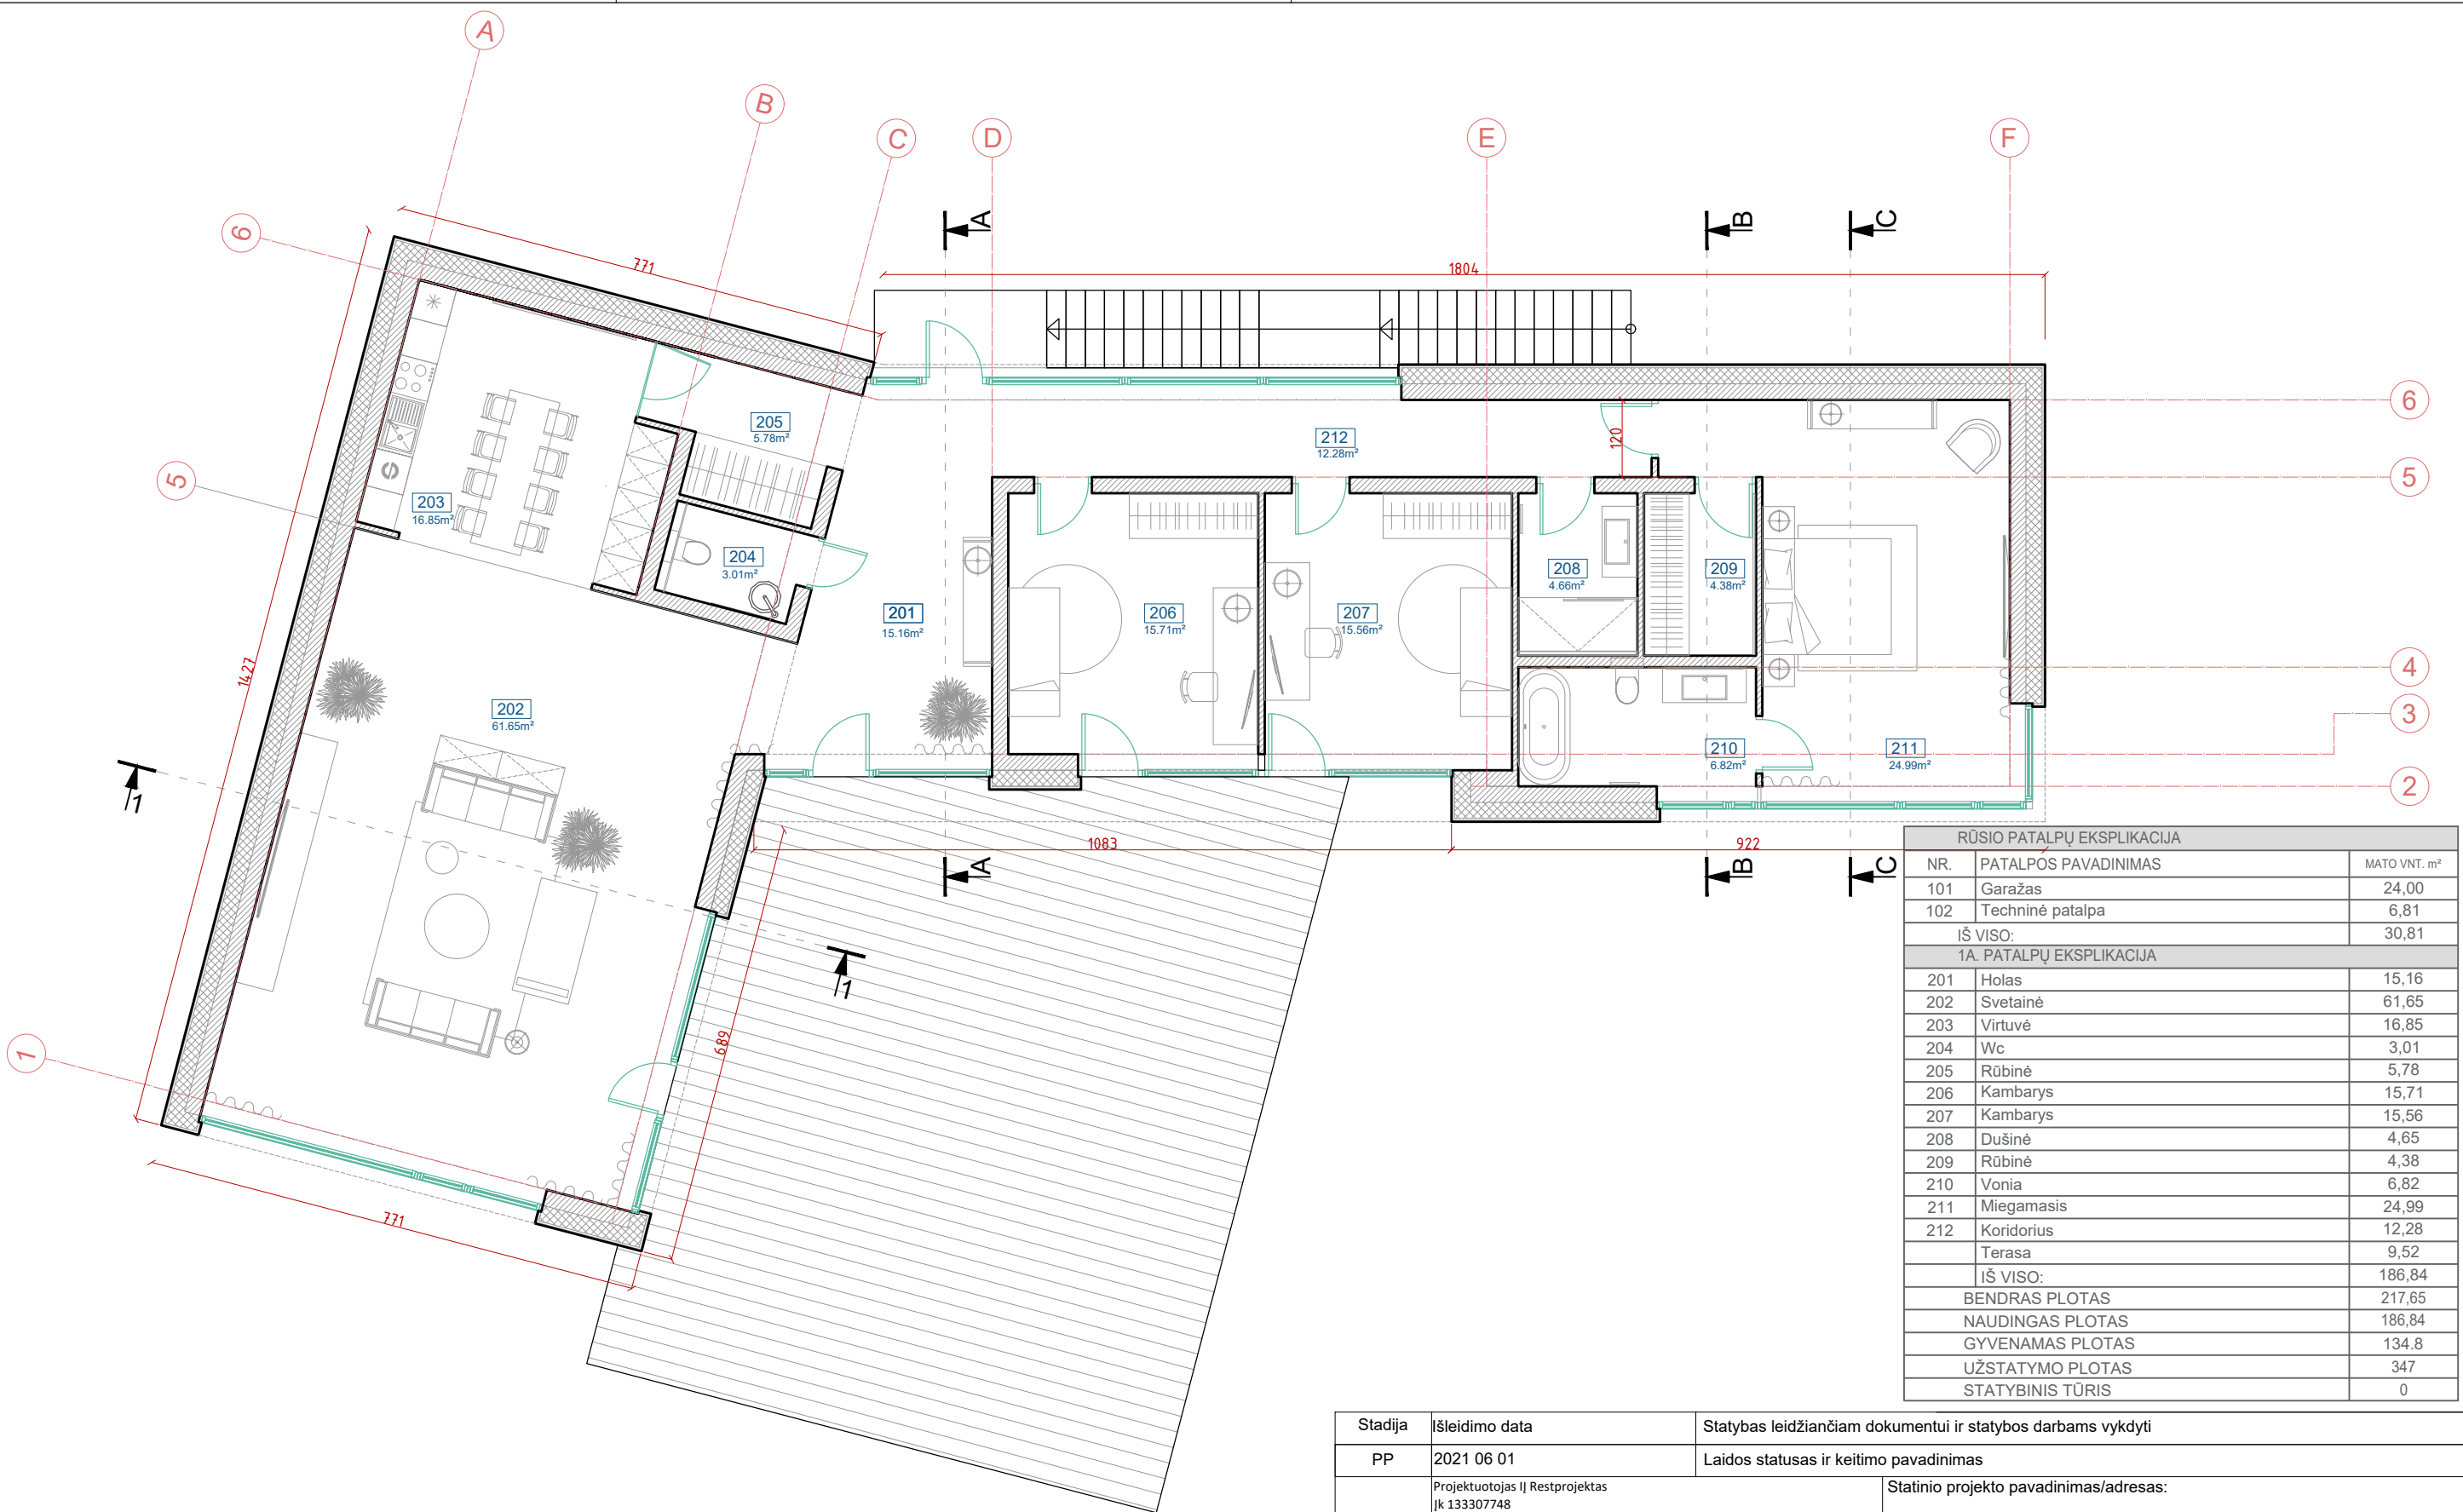 A
B
C
D
E
F
6
A
B
C
771
1804
6
205
5.78m²
212
12.28m²
120
5
5
203
16.85m²
204
3.01m²
208
4.66m²
209
4.38m²
201
15.16m²
206
15.71m²
207
15.56m²
1427
4
202
61.65m²
3
210
6.82m²
211
24.99m²
2
1
1083
922
A
B
C
1
689
1
771
RŪSIO PATALPŲ EKSPLIKACIJA
NR. PATALPOS PAVADINIMAS MATO VNT. m²
101 Garažas 24,00
102 Techninė patalpa 6,81
IŠ VISO: 30,81
1A. PATALPŲ EKSPLIKACIJA
201 Holas 15,16
202 Svetainė 61,65
203 Virtuvė 16,85
204 Wc 3,01
205 Rūbinė 5,78
206 Kambarys 15,71
207 Kambarys 15,56
208 Dušinė 4,65
209 Rūbinė 4,38
210 Vonia 6,82
211 Miegamasis 24,99
212 Koridorius 12,28
Terasa 9,52
IŠ VISO: 186,84
BENDRAS PLOTAS 217,65
NAUDINGAS PLOTAS 186,84
GYVENAMAS PLOTAS 134.8
UŽSTATYMO PLOTAS 347
STATYBINIS TŪRIS 0
Stadija Išleidimo data Statybas leidžiančiam dokumentui ir statybos darbams vykdyti
PP 2021 06 01 Laidos statusas ir keitimo pavadinimas
Projektuotojas IĮ Restprojektas Statinio projekto pavadinimas/adresas:
Įk 133307748